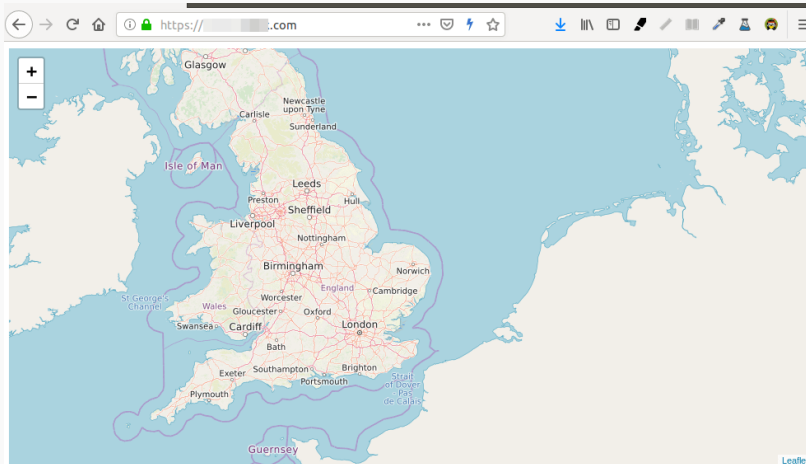 https://
.com
+
−
Glasgow
Newcastle
upon Tyne
Carlisle
Sunderland
Isle of Man
Leeds
Preston
Hull
Sheffield
Liverpool
Nottingham
Birmingham
Norwich
England
Worcester
Cambridge
St George's
Channel
Wales
Gloucester
Oxford
Swansea
Cardiff
London
Bath
Southampton
Brighton
Exeter
Portsmouth
Strait
of Dover
Pas
de Calais
Plymouth
Guernsey
Leafle